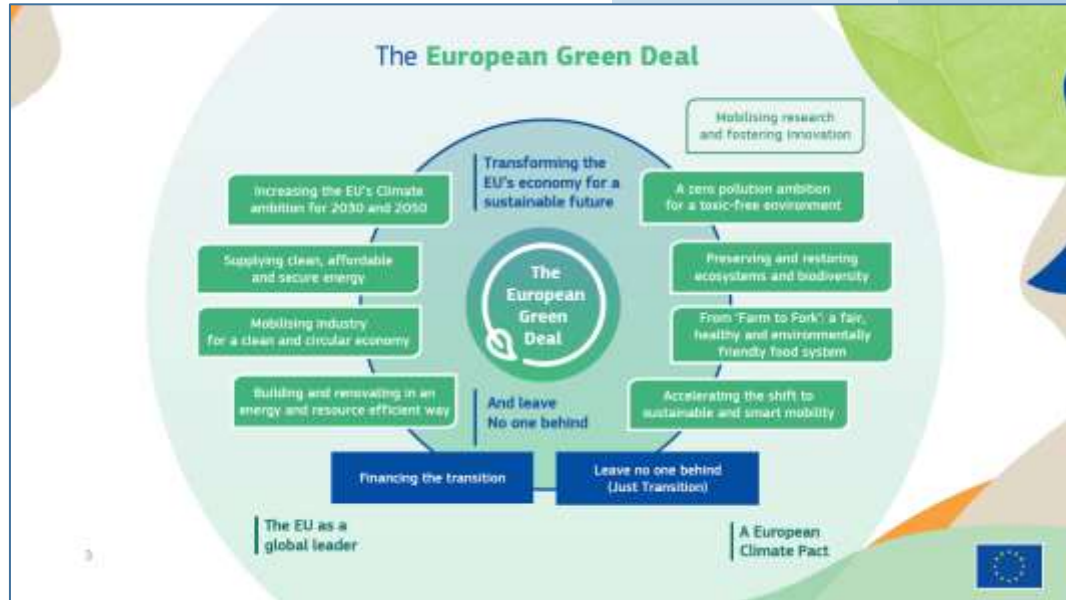 The European Green Deal
Mobilising research
and fostering innovation
Transforming the
EU's economy for a
sustainable future
Increasing the EU's Climate
ambition for 2030 and 2050
A zero pollution ambition
for a toxic-free environment
Supplying clean, affordable
and secure energy
Preserving and restoring
ecosystems and biodiversity
The
European
Green
Deal
Mobilising industry
for a clean and circular economy
From 'Farm to Fork': a fair,
healthy and environmentally
friendly food system
Building and renovating in an
energy and resource efficient way
Accelerating the shift to
sustainable and smart mobility
And leave
No one behind
Financing the transition
Leave no one behind
(Just Transition)
The EU as a
global leader
A European
Climate Pact
3